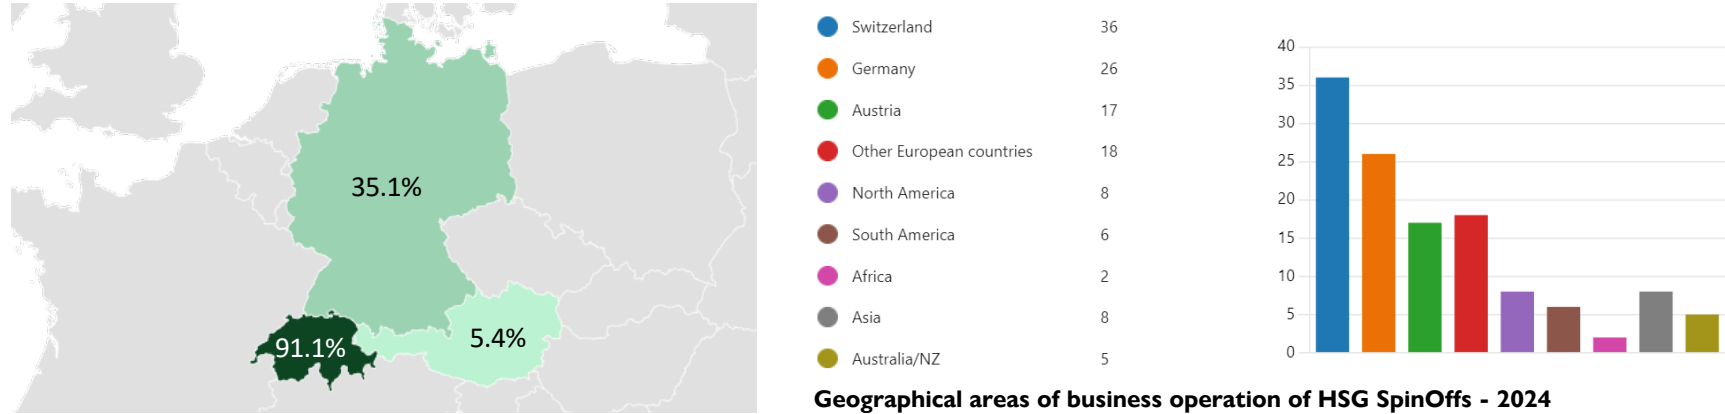 35.1%
91.1%
5.4%
Switzerland 36
Germany 26
Austria 17
Other European countries 18
North America 8
South America 6
Africa 2
Asia 8
Australia/NZ 5
40
35
30
25
20
15
10
5
0
Geographical areas of business operation of HSG SpinOffs - 2024